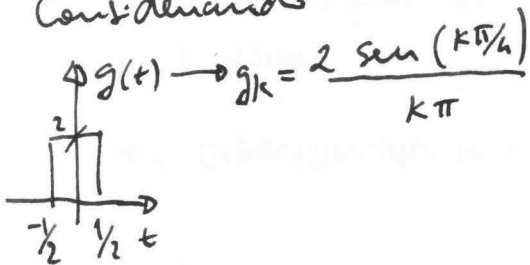 Considerando
g(t) → gk = 2 sen (kπ/4) / kπ
2
-1/2 1/2 t